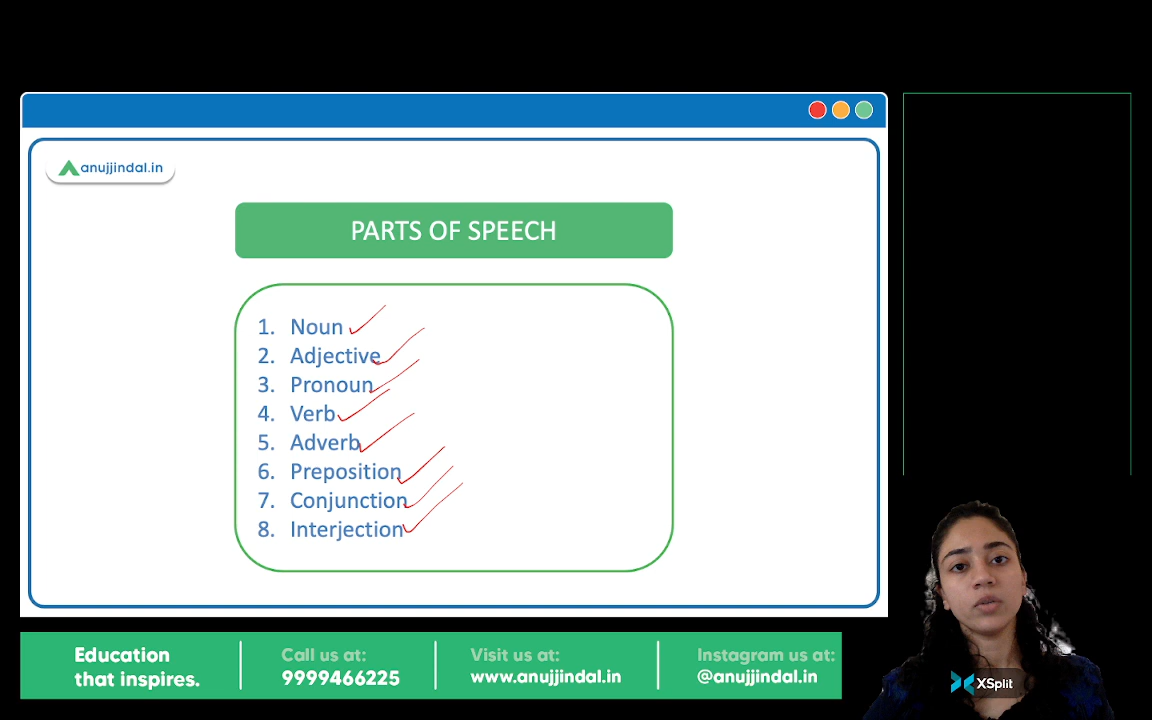 anujjindal.in
PARTS OF SPEECH
1. Noun
2. Adjective
3. Pronoun
4. Verb
5. Adverb
6. Preposition
7. Conjunction
8. Interjection
Education
that inspires.
Call us at:
9999466225
Visit us at:
www.anujjindal.in
Instagram us at:
@anujjindal.in
XSplit